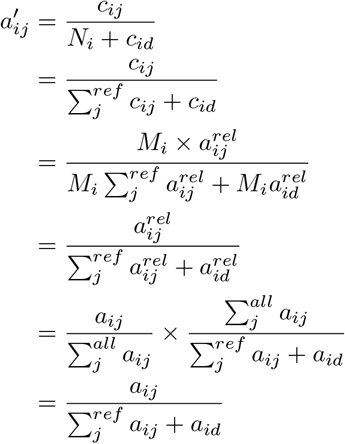 a'_{ij} = \frac{c_{ij}}{N_i + c_{id}}
= \frac{c_{ij}}{\sum_j^{ref} c_{ij} + c_{id}}
= \frac{M_i \times a_{ij}^{rel}}{M_i \sum_j^{ref} a_{ij}^{rel} + M_i a_{id}^{rel}}
= \frac{a_{ij}^{rel}}{\sum_j^{ref} a_{ij}^{rel} + a_{id}^{rel}}
= \frac{a_{ij}}{\sum_j^{all} a_{ij}} \times \frac{\sum_j^{all} a_{ij}}{\sum_j^{ref} a_{ij} + a_{id}}
= \frac{a_{ij}}{\sum_j^{ref} a_{ij} + a_{id}}